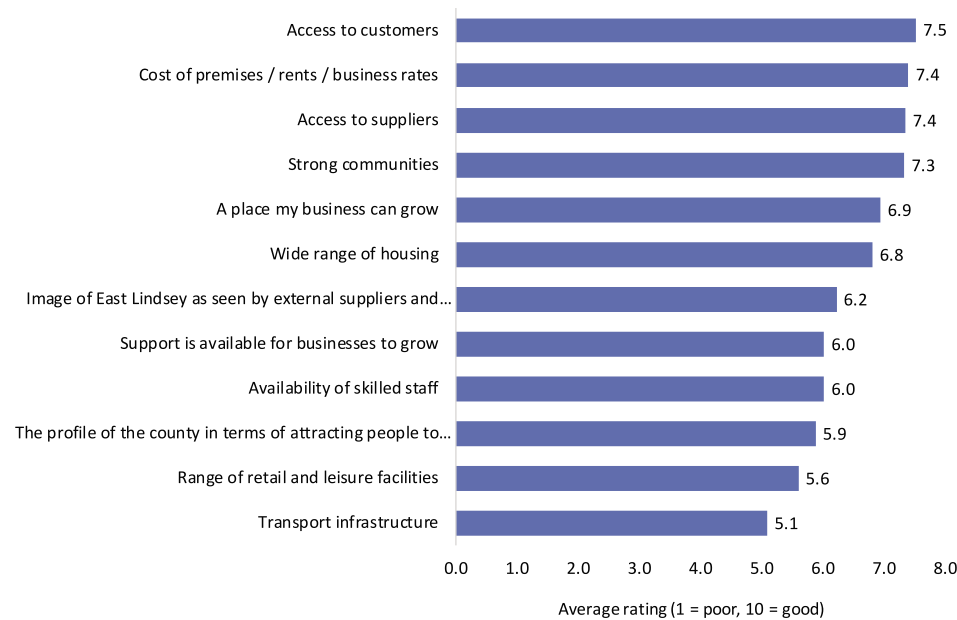 Access to customers 7.5
Cost of premises / rents / business rates 7.4
Access to suppliers 7.4
Strong communities 7.3
A place my business can grow 6.9
Wide range of housing 6.8
Image of East Lindsey as seen by external suppliers and... 6.2
Support is available for businesses to grow 6.0
Availability of skilled staff 6.0
The profile of the county in terms of attracting people to... 5.9
Range of retail and leisure facilities 5.6
Transport infrastructure 5.1
0.0 1.0 2.0 3.0 4.0 5.0 6.0 7.0 8.0
Average rating (1 = poor, 10 = good)